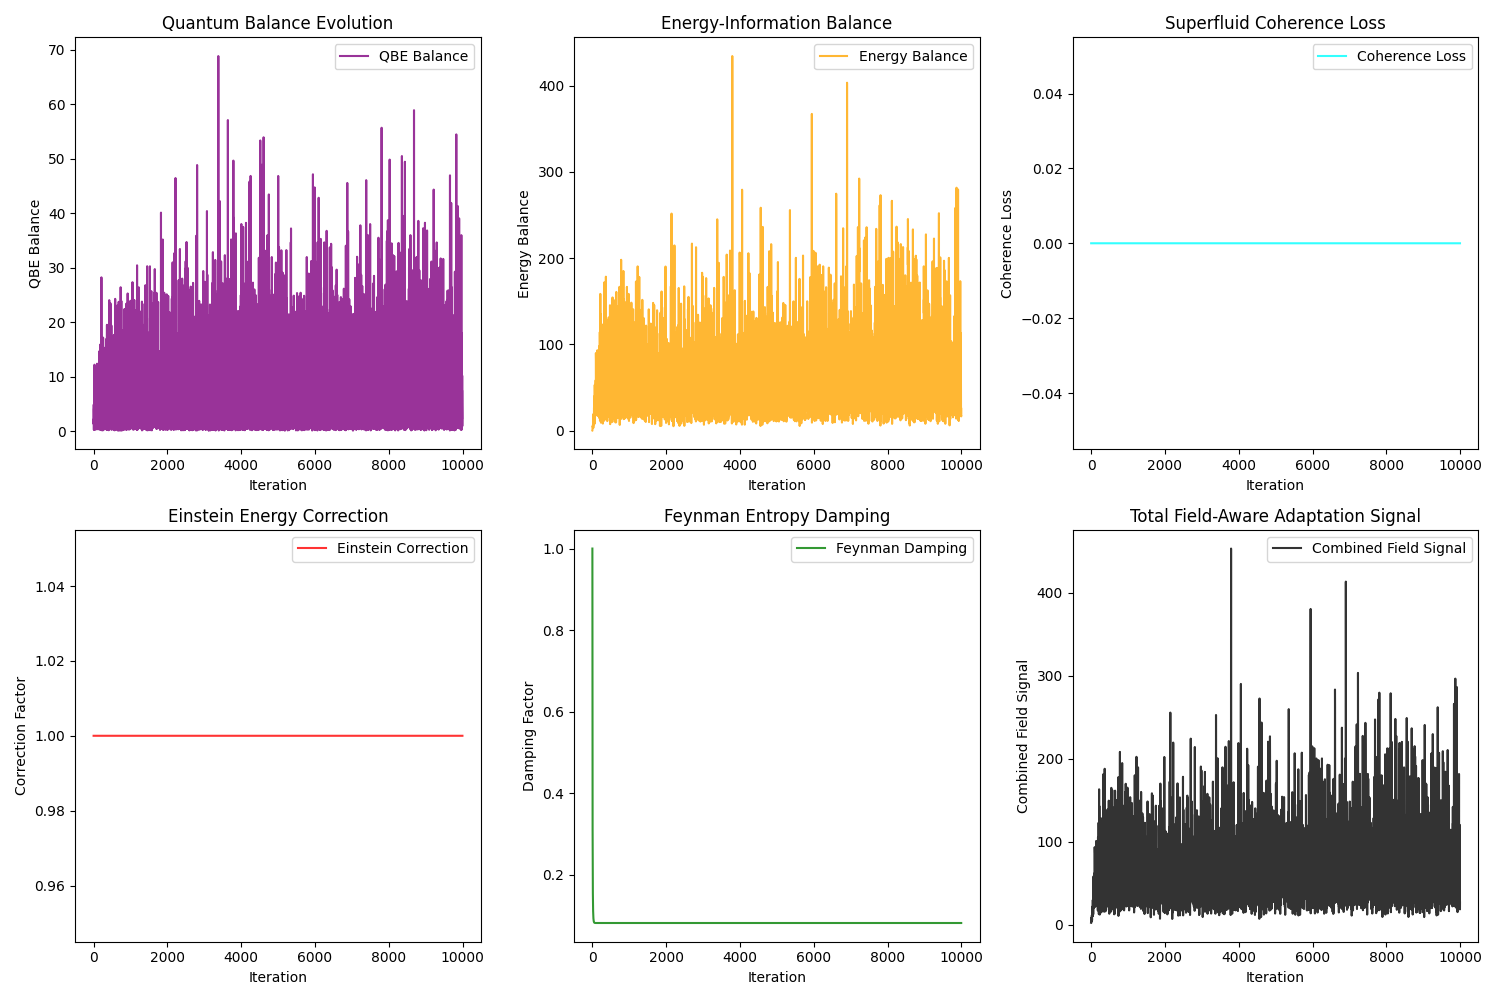 Quantum Balance Evolution
QBE Balance
70
60
50
40
30
20
10
0
QBE Balance
0 2000 4000 6000 8000 10000
Iteration
Energy-Information Balance
Energy Balance
400
300
200
100
0
Energy Balance
0 2000 4000 6000 8000 10000
Iteration
Superfluid Coherence Loss
Coherence Loss
0.04
0.02
0.00
−0.02
−0.04
Coherence Loss
0 2000 4000 6000 8000 10000
Iteration
Einstein Energy Correction
Einstein Correction
1.04
1.02
1.00
0.98
0.96
Correction Factor
0 2000 4000 6000 8000 10000
Iteration
Feynman Entropy Damping
Feynman Damping
1.0
0.8
0.6
0.4
0.2
Damping Factor
0 2000 4000 6000 8000 10000
Iteration
Total Field-Aware Adaptation Signal
Combined Field Signal
400
300
200
100
0
Combined Field Signal
0 2000 4000 6000 8000 10000
Iteration